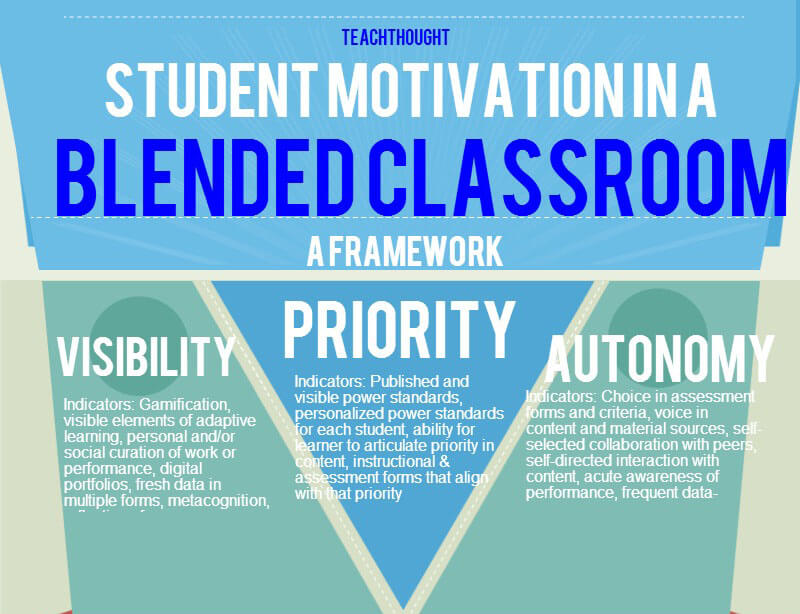 TEACHTHOUGHT
STUDENT MOTIVATION IN A
BLENDED CLASSROOM
A FRAMEWORK
VISIBILITY
Indicators: Gamification,
visible elements of adaptive
learning, personal and/or
social curation of work or
performance, digital
portfolios, fresh data in
multiple forms, metacognition,
PRIORITY
Indicators: Published and
visible power standards,
personalized power standards
for each student, ability for
learner to articulate priority in
content, instructional &
assessment forms that align
with that priority
AUTONOMY
Indicators: Choice in assessment
forms and criteria, voice in
content and material sources, self-
selected collaboration with peers,
self-directed interaction with
content, acute awareness of
performance, frequent data-